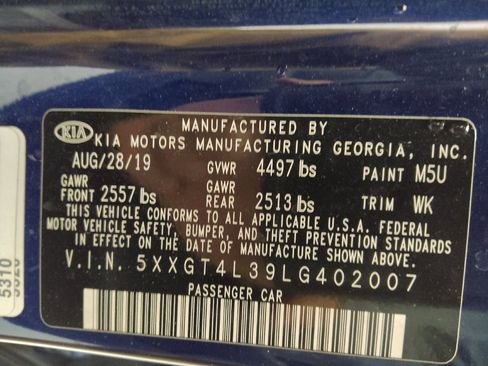 MANUFACTURED BY
KIA
KIA MOTORS MANUFACTURING GEORGIA, INC.
AUG/28/19 GVWR 4497 lbs PAINT M5U
GAWR FRONT 2557 lbs GAWR REAR 2513 lbs TRIM WK
THIS VEHICLE CONFORMS TO ALL APPLICABLE U.S.A. FEDERAL
MOTOR VEHICLE SAFETY, BUMPER, AND THEFT PREVENTION STANDARDS
IN EFFECT ON THE DATE OF MANUFACTURE SHOWN ABOVE.
V.I.N. 5XXGT4L39LG402007
PASSENGER CAR
5310